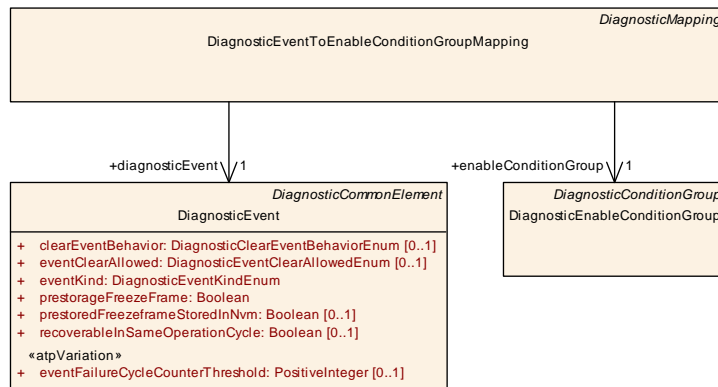 DiagnosticMapping
DiagnosticEventToEnableConditionGroupMapping
+diagnosticEvent 1
+enableConditionGroup 1
DiagnosticCommonElement
DiagnosticEvent
+ clearEventBehavior: DiagnosticClearEventBehaviorEnum [0..1]
+ eventClearAllowed: DiagnosticEventClearAllowedEnum [0..1]
+ eventKind: DiagnosticEventKindEnum
+ prestorageFreezeFrame: Boolean
+ prestoredFreezeframeStoredInNvm: Boolean [0..1]
+ recoverableInSameOperationCycle: Boolean [0..1]
«atpVariation»
+ eventFailureCycleCounterThreshold: PositiveInteger [0..1]
DiagnosticConditionGroup
DiagnosticEnableConditionGroup